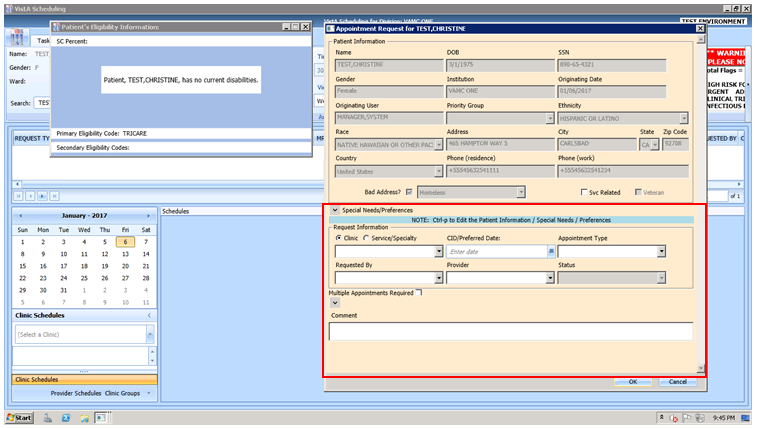 VistA Scheduling
VistA Scheduling for Division: VAMC ONE
TEST ENVIRONMENT
Task
Name: TEST
Gender: F
Ward:
Search: TEST
Patient's Eligibility Information:
SC Percent:
Patient, TEST,CHRISTINE, has no current disabilities.
Primary Eligibility Code: TRICARE
Secondary Eligibility Codes:
Appointment Request for TEST,CHRISTINE
Patient Information
Name DOB SSN
TEST,CHRISTINE 1/1/1975 890-65-4321
Gender Institution Originating Date
Female VAMC ONE 01/06/2017
Originating User Priority Group Ethnicity
MANAGER,SYSTEM HISPANIC OR LATINO
Race Address City State Zip Code
NATIVE HAWAIIAN OR OTHER PAC 465 HAMPTON WAY S CARLSBAD CA 92708
Country Phone (residence) Phone (work)
United States +55545632541111 +15545632541234
Bad Address? Homeless Svc Related Veteran
Special Needs/Preferences
NOTE: Ctrl-p to Edit the Patient Information / Special Needs / Preferences
Request Information
Clinic Service/Specialty CID/Preferred Date: Appointment Type
Enter date
Requested By Provider Status
Multiple Appointments Required
Comment
OK Cancel
** WARNI
PLEASE NO
otal Flags =
IGH RISK FO
RGENT AD
LINICAL TRI
NFECTIOUS I
REQUEST TY
ESTED BY
of 1
January - 2017
Sun Mon Tue Wed Thu Fri Sat
1 2 3 4 5 6 7
8 9 10 11 12 13 14
15 16 17 18 19 20 21
22 23 24 25 26 27 28
29 30 31 1 2 3 4
5 6 7 8 9 10 11
Schedules
Clinic Schedules
(Select a Clinic)
Clinic Schedules
Provider Schedules Clinic Groups
Start
9:45 PM